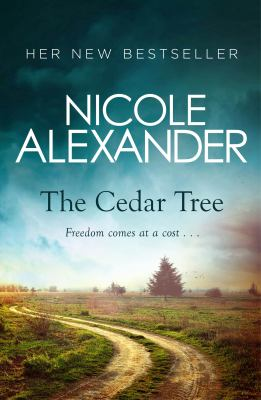 HER NEW BESTSELLER
NICOLE
ALEXANDER
The Cedar Tree
Freedom comes at a cost . . .